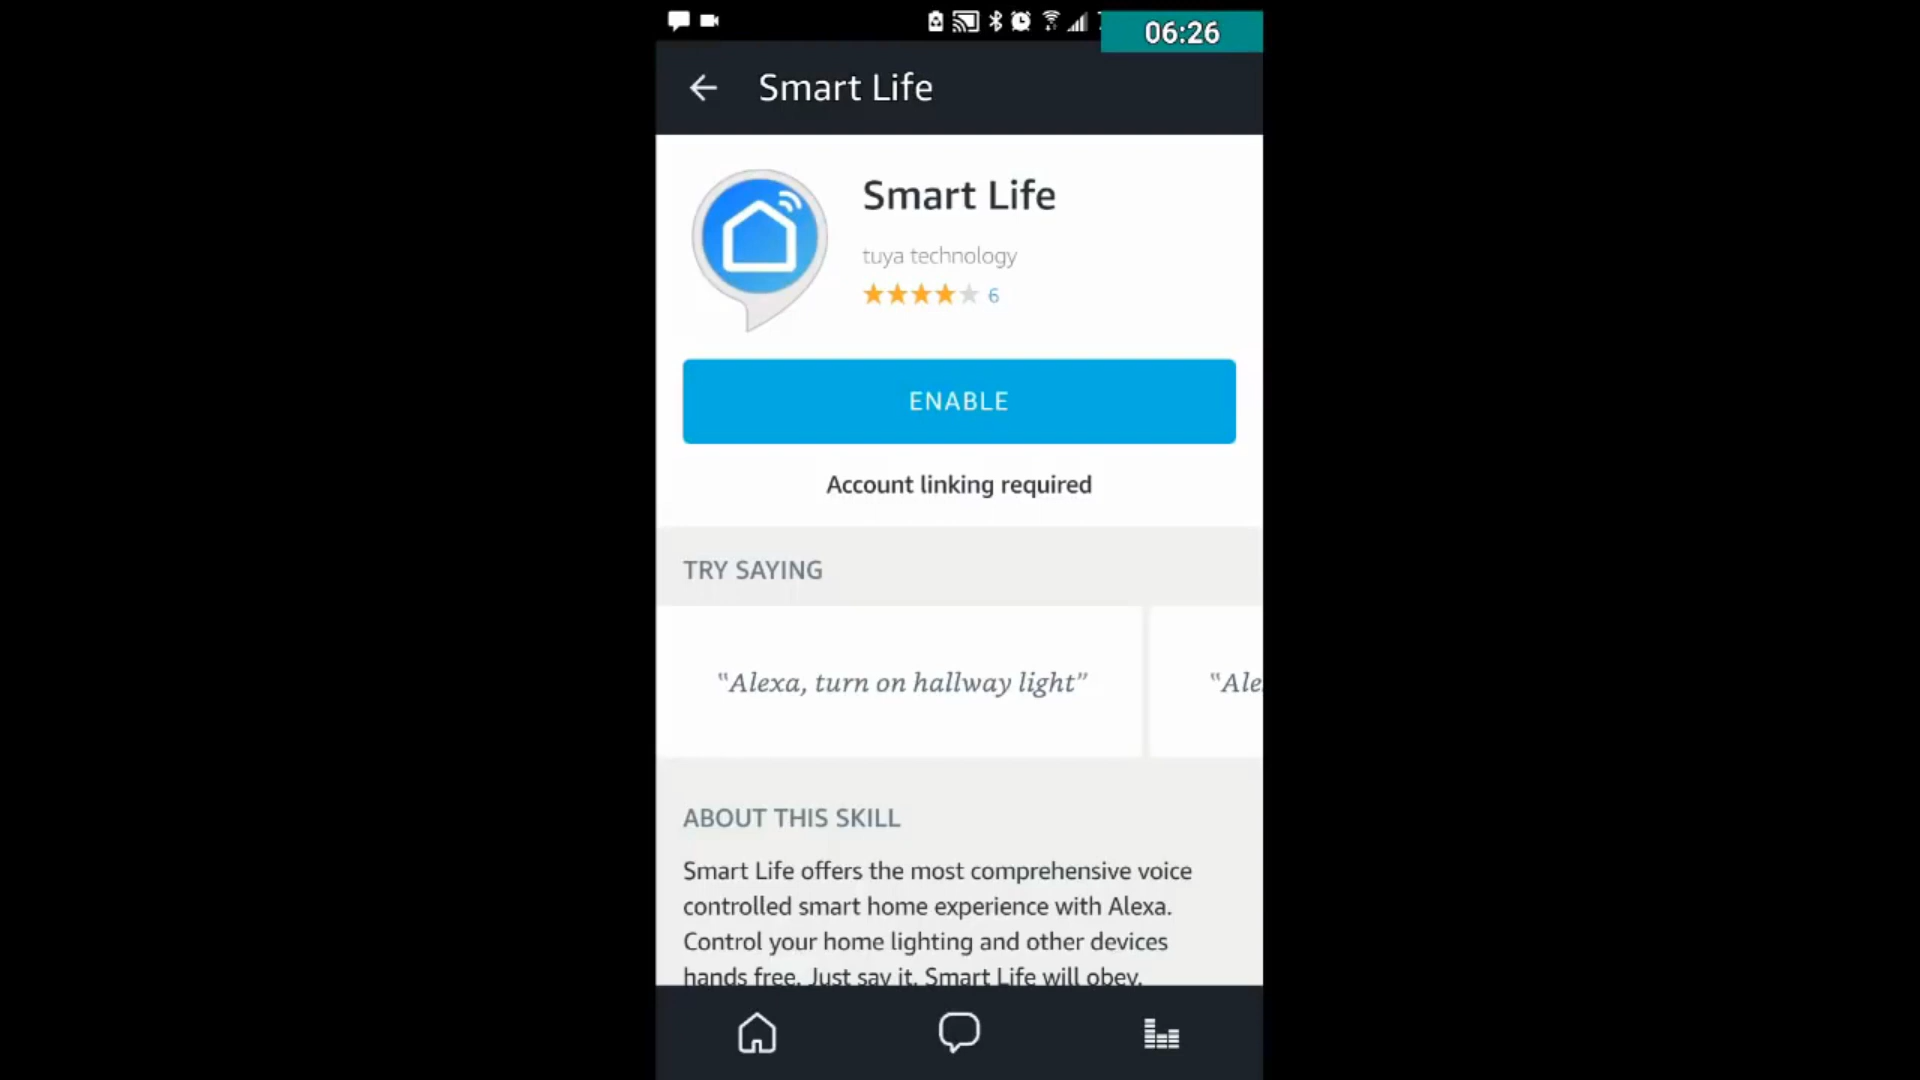 06:26
Smart Life
Smart Life
tuya technology
6
ENABLE
Account linking required
TRY SAYING
“Alexa, turn on hallway light”
“Ale
ABOUT THIS SKILL
Smart Life offers the most comprehensive voice
controlled smart home experience with Alexa.
Control your home lighting and other devices
hands free. Just say it, Smart Life will obey.